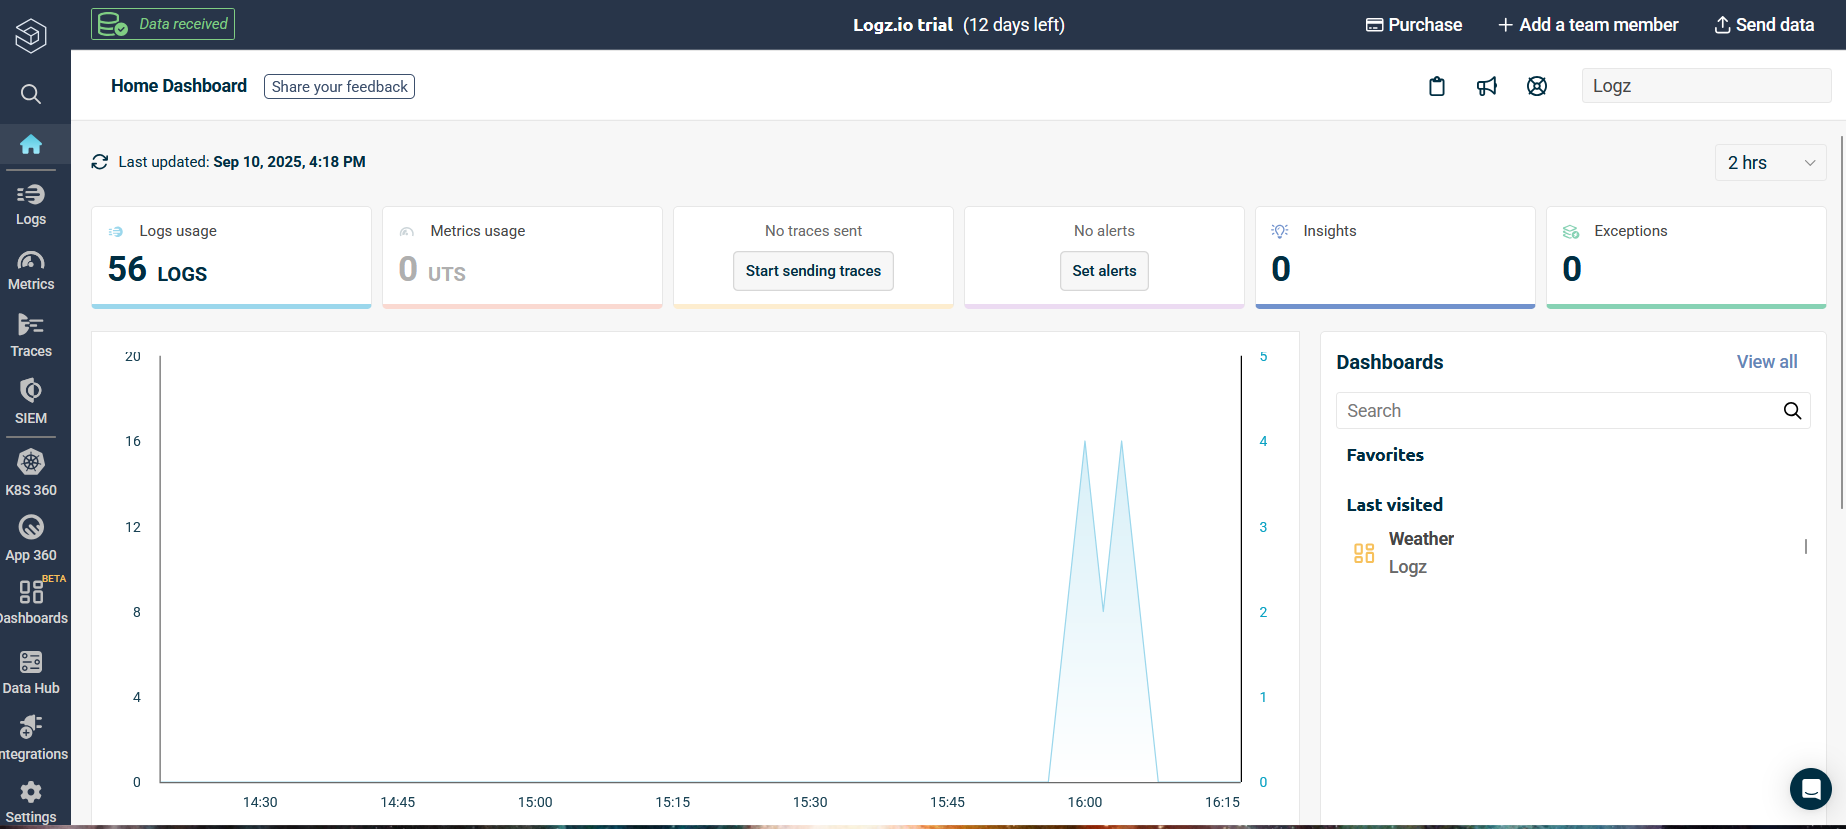 Data received
Logz.io trial (12 days left)
Purchase
Add a team member
Send data
Home Dashboard
Share your feedback
Logz
Last updated: Sep 10, 2025, 4:18 PM
2 hrs
Logs
Metrics
Traces
SIEM
K8S 360
App 360
BETA
Dashboards
Data Hub
ntegrations
Settings
Logs usage
56 LOGS
Metrics usage
0 UTS
No traces sent
Start sending traces
No alerts
Set alerts
Insights
0
Exceptions
0
20
16
12
8
4
0
5
4
3
2
1
0
14:30
14:45
15:00
15:15
15:30
15:45
16:00
16:15
Dashboards
View all
Search
Favorites
Last visited
Weather
Logz